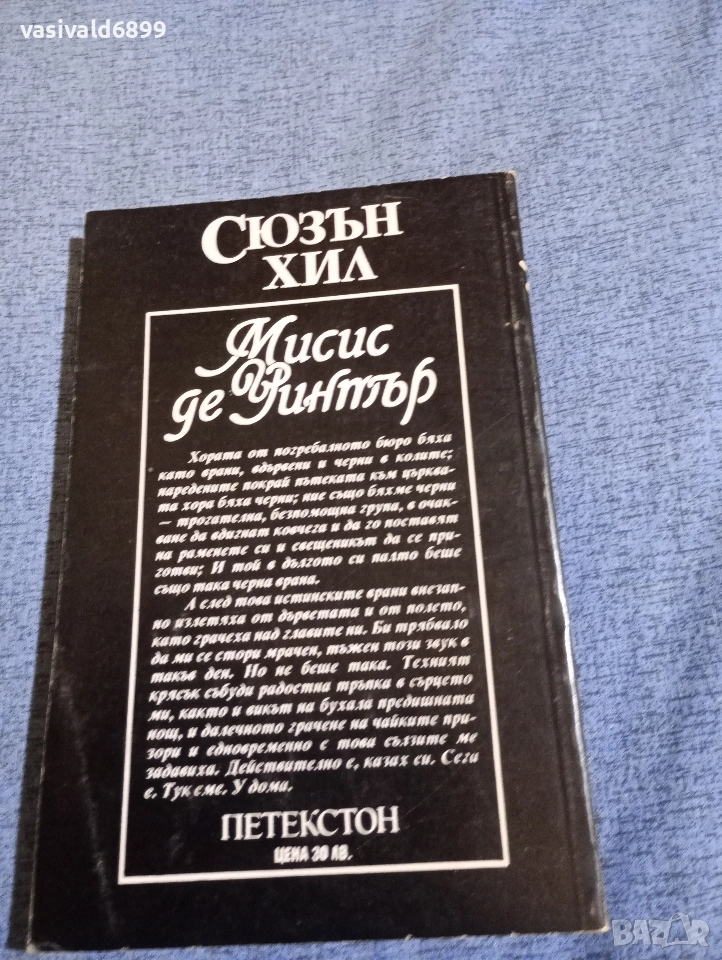 vasivald6899
СЮЗЪН
ХИЛ
Мисис
де Уинтър
Хората от погребалното бюро бяха
като врани, вдървени и черни в колите;
наредените покрай пътеката към църква-
та хора бяха черни; ние също бяхме черни
— трогателна, безпомощна група, в очак-
ване да вдигнат ковчега и да го поставят
на раменете си и свещеникът да се при-
готви; И той в дългото си палто беше
също така черна врана.
А след това истинските врани внезап-
но излетяха от дърветата и от полето,
като грачеха над главите ни. Би трябвало
да ми се стори мрачен, тъжен този звук в
такъв ден. Но не беше така. Техният
крясък събуди радостна тръпка в сърцето
ми, както и викът на бухала предишната
нощ, и далечното грачене на чайките при-
зори и едновременно с това сълзите ме
задавиха. Действително е, казах си. Сега
е. Тук сме. У дома.
ПЕТЕКСТОН
ЦЕНА 30 ЛВ.
BAZAR